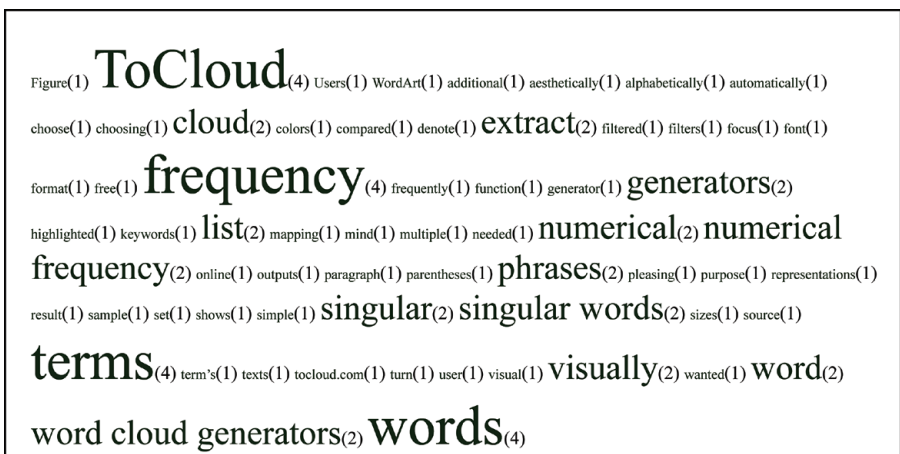 Figure(1) ToCloud(4) Users(1) WordArt(1) additional(1) aesthetically(1) alphabetically(1) automatically(1)
choose(1) choosing(1) cloud(2) colors(1) compared(1) denote(1) extract(2) filtered(1) filters(1) focus(1) font(1)
format(1) free(1) frequency(4) frequently(1) function(1) generator(1) generators(2)
highlighted(1) keywords(1) list(2) mapping(1) mind(1) multiple(1) needed(1) numerical(2) numerical
frequency(2) online(1) outputs(1) paragraph(1) parentheses(1) phrases(2) pleasing(1) purpose(1) representations(1)
result(1) sample(1) set(1) shows(1) simple(1) singular(2) singular words(2) sizes(1) source(1)
terms(4) term's(1) texts(1) tocloud.com(1) turn(1) user(1) visual(1) visually(2) wanted(1) word(2)
word cloud generators(2) words(4)